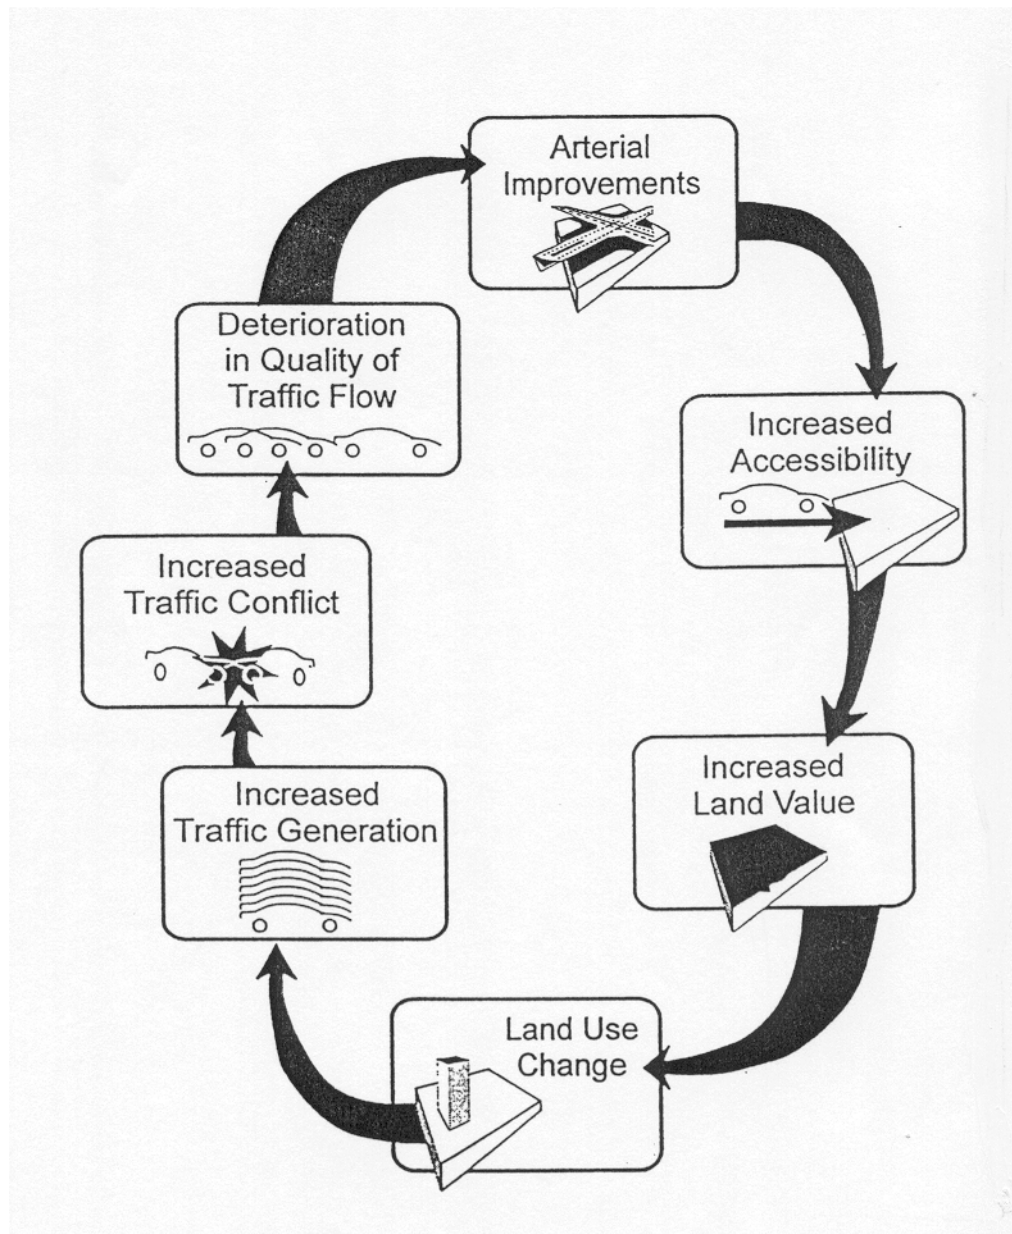 Arterial
Improvements
Increased
Accessibility
Increased
Land Value
Land Use
Change
Increased
Traffic Generation
Increased
Traffic Conflict
Deterioration
in Quality of
Traffic Flow